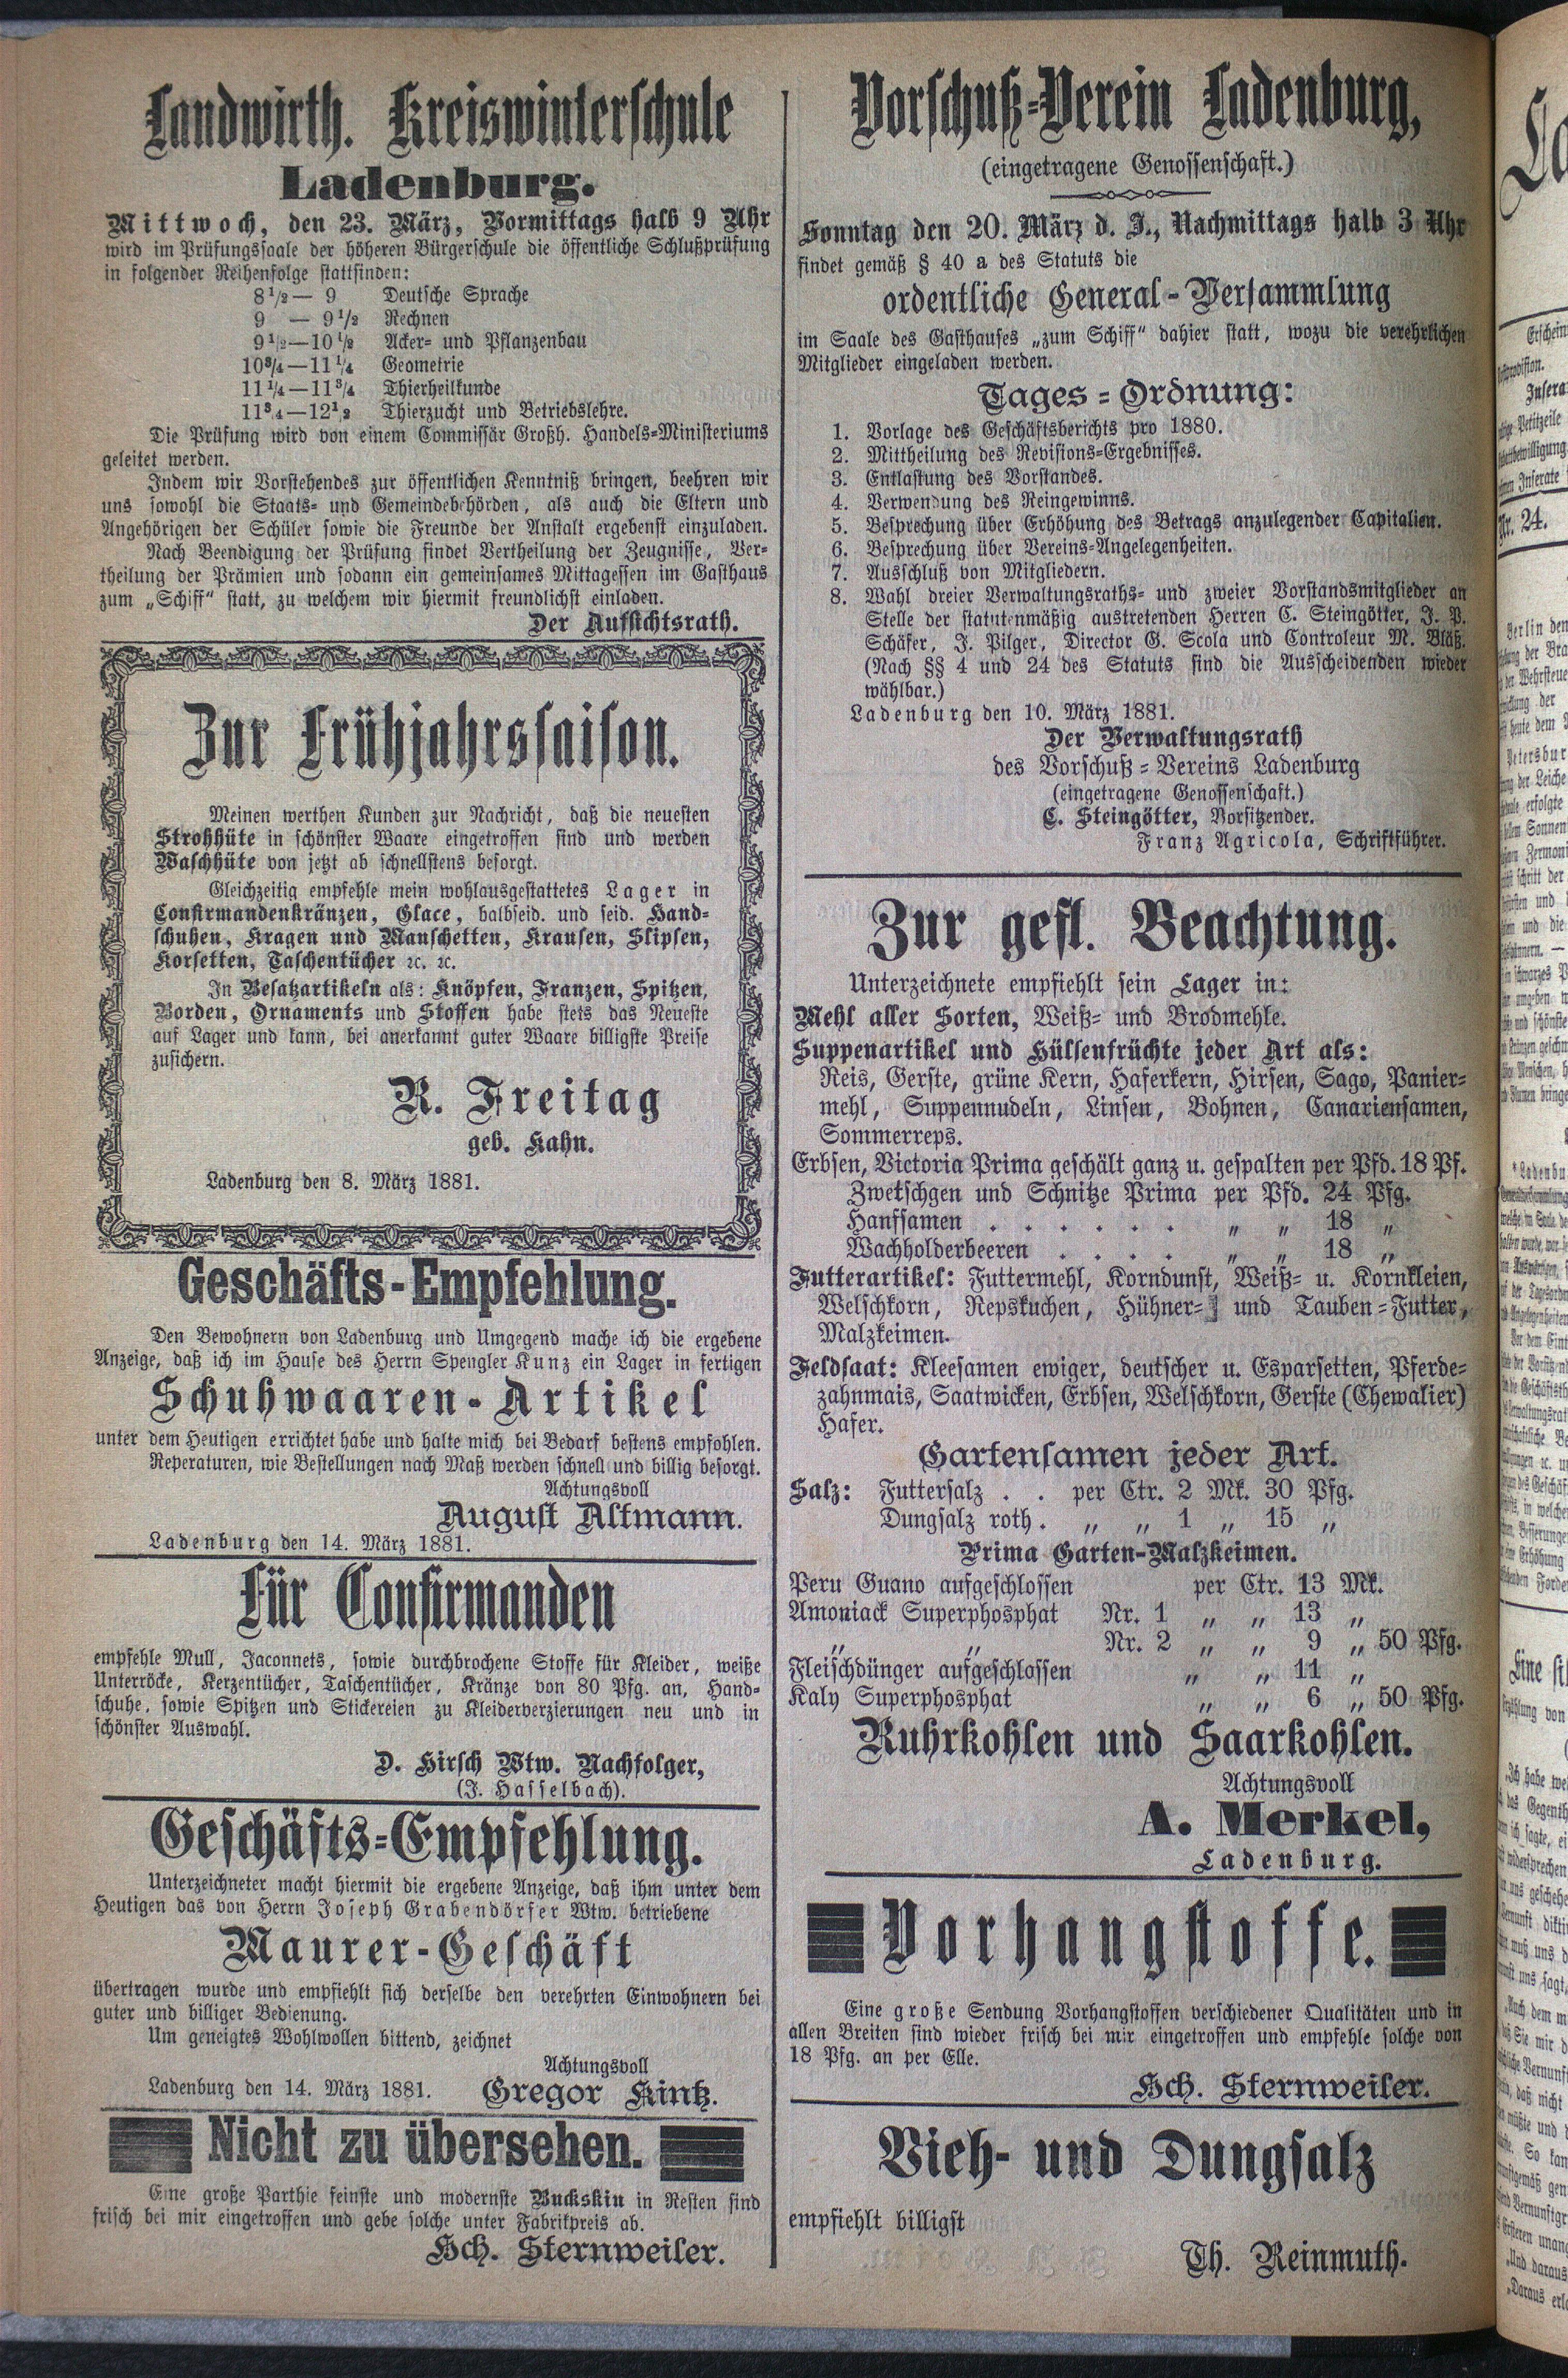 Landwirth. Kreiswinterschule
Ladenburg.
Mittwoch, den 23. März, Vormittags halb 9 Uhr
wird im Prüfungssaale der höheren Bürgerschule die öffentliche Schlußprüfung
in folgender Reihenfolge stattfinden:
8 1/2 — 9 Deutsche Sprache
9 — 9 1/2 Rechnen
9 1/2—10 1/2 Acker- und Pflanzenbau
10 3/4—11 1/4 Geometrie
11 1/4—11 3/4 Thierheilkunde
11 3/4—12 1/2 Thierzucht und Betriebslehre.
Die Prüfung wird von einem Commissär Großh. Handels-Ministeriums
geleitet werden.
Indem wir Vorstehendes zur öffentlichen Kenntniß bringen, beehren wir
uns sowohl die Staats- und Gemeindebehörden, als auch die Eltern und
Angehörigen der Schüler sowie die Freunde der Anstalt ergebenst einzuladen.
Nach Beendigung der Prüfung findet Vertheilung der Zeugnisse, Ver-
theilung der Prämien und sodann ein gemeinsames Mittagessen im Gasthaus
zum „Schiff“ statt, zu welchem wir hiermit freundlichst einladen.
Der Aufsichtsrath.
Zur Frühjahrssaison.
Meinen werthen Kunden zur Nachricht, daß die neuesten
Strohhüte in schönster Waare eingetroffen sind und werden
Waschhüte von jetzt ab schnellstens besorgt.
Gleichzeitig empfehle mein wohlausgestattetes Lager in
Confirmandenkränzen, Glace, halbseid. und seid. Hand-
schuhen, Kragen und Manschetten, Krausen, Slipsen,
Korsetten, Taschentücher ꝛc. ꝛc.
In Besatzartikeln als: Knöpfen, Franzen, Spitzen,
Borden, Ornaments und Stoffen habe stets das Neueste
auf Lager und kann, bei anerkannt guter Waare billigste Preise
zusichern.
R. Freitag
geb. Kahn.
Ladenburg den 8. März 1881.
Geschäfts-Empfehlung.
Den Bewohnern von Ladenburg und Umgegend mache ich die ergebene
Anzeige, daß ich im Hause des Herrn Spengler Kunz ein Lager in fertigen
Schuhwaaren-Artikel
unter dem Heutigen errichtet habe und halte mich bei Bedarf bestens empfohlen.
Reperaturen, wie Bestellungen nach Maß werden schnell und billig besorgt.
Achtungsvoll
August Altmann.
Ladenburg den 14. März 1881.
Für Confirmanden
empfehle Mull, Jaconnets, sowie durchbrochene Stoffe für Kleider, weiße
Unterröcke, Kerzentücher, Taschentücher, Kränze von 80 Pfg. an, Hand-
schuhe, sowie Spitzen und Stickereien zu Kleiderverzierungen neu und in
schönster Auswahl.
D. Hirsch Wtw. Nachfolger,
(J. Hasselbach).
Geschäfts-Empfehlung.
Unterzeichneter macht hiermit die ergebene Anzeige, daß ihm unter dem
Heutigen das von Herrn Joseph Grabendörfer Wtw. betriebene
Maurer-Geschäft
übertragen wurde und empfiehlt sich derselbe den verehrten Einwohnern bei
guter und billiger Bedienung.
Um geneigtes Wohlwollen bittend, zeichnet
Achtungsvoll
Ladenburg den 14. März 1881. Gregor Kintz.
Nicht zu übersehen.
Eine große Parthie feinste und modernste Buckskin in Resten sind
frisch bei mir eingetroffen und gebe solche unter Fabrikpreis ab.
Hch. Sternweiler.
Vorschuß-Verein Ladenburg,
(eingetragene Genossenschaft.)
Sonntag den 20. März d. J., Nachmittags halb 3 Uhr
findet gemäß § 40 a des Statuts die
ordentliche General-Versammlung
im Saale des Gasthauses „zum Schiff“ dahier statt, wozu die verehrlichen
Mitglieder eingeladen werden.
Tages-Ordnung:
1. Vorlage des Geschäftsberichts pro 1880.
2. Mittheilung des Revisions-Ergebnisses.
3. Entlastung des Vorstandes.
4. Verwendung des Reingewinns.
5. Besprechung über Erhöhung des Betrags anzulegender Capitalien.
6. Besprechung über Vereins-Angelegenheiten.
7. Ausschluß von Mitgliedern.
8. Wahl dreier Verwaltungsraths- und zweier Vorstandsmitglieder an
Stelle der statutenmäßig austretenden Herren C. Steingötter, J. P.
Schäfer, J. Pilger, Director G. Scola und Controleur M. Bläß.
(Nach §§ 4 und 24 des Statuts sind die Ausscheidenden wieder
wählbar.)
Ladenburg den 10. März 1881.
Der Verwaltungsrath
des Vorschuß-Vereins Ladenburg
(eingetragene Genossenschaft.)
C. Steingötter, Vorsitzender.
Franz Agricola, Schriftführer.
Zur gefl. Beachtung.
Unterzeichnete empfiehlt sein Lager in:
Mehl aller Sorten, Weiß- und Brodmehle.
Suppenartikel und Hülsenfrüchte jeder Art als:
Reis, Gerste, grüne Kern, Haferkern, Hirsen, Sago, Panier-
mehl, Suppennudeln, Linsen, Bohnen, Canariensamen,
Sommerreps.
Erbsen, Victoria Prima geschält ganz u. gespalten per Pfd. 18 Pf.
Zwetschgen und Schnitze Prima per Pfd. 24 Pfg.
Hanfsamen . . . . . . „ „ 18 „
Wachholderbeeren . . . . „ „ 18 „
Futterartikel: Futtermehl, Korndunst, Weiß- u. Kornkleien,
Welschkorn, Repskuchen, Hühner- und Tauben-Futter,
Malzkeimen.
Feldsaat: Kleesamen ewiger, deutscher u. Esparsetten, Pferde-
zahnmais, Saatwicken, Erbsen, Welschkorn, Gerste (Chewalier)
Hafer.
Gartensamen jeder Art.
Salz: Futtersalz . . per Ctr. 2 Mk. 30 Pfg.
Dungsalz roth . „ „ 1 „ 15 „
Prima Garten-Malzkeimen.
Peru Guano aufgeschlossen per Ctr. 13 Mk.
Amoniack Superphosphat Nr. 1 „ „ 13 „
„ „ Nr. 2 „ „ 9 „ 50 Pfg.
Fleischdünger aufgeschlossen „ „ 11 „
Kaly Superphosphat „ „ 6 „ 50 Pfg.
Ruhrkohlen und Saarkohlen.
Achtungsvoll
A. Merkel,
Ladenburg.
Vorhangstoffe.
Eine große Sendung Vorhangstoffen verschiedener Qualitäten und in
allen Breiten sind wieder frisch bei mir eingetroffen und empfehle solche von
18 Pfg. an per Elle.
Hch. Sternweiler.
Vieh- und Dungsalz
empfiehlt billigst
Th. Reinmuth.
Nr. 24.